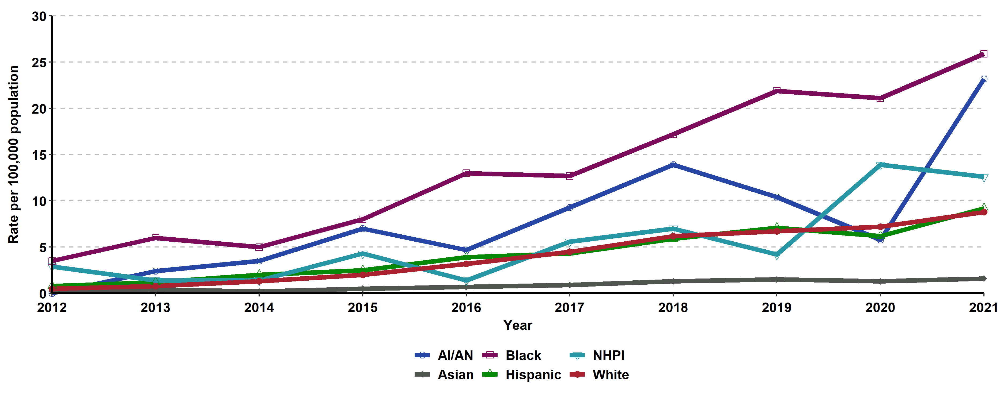 30
25
20
15
10
5
0
Rate per 100,000 population
2012 2013 2014 2015 2016 2017 2018 2019 2020 2021
Year
AI/AN Black NHPI
Asian Hispanic White